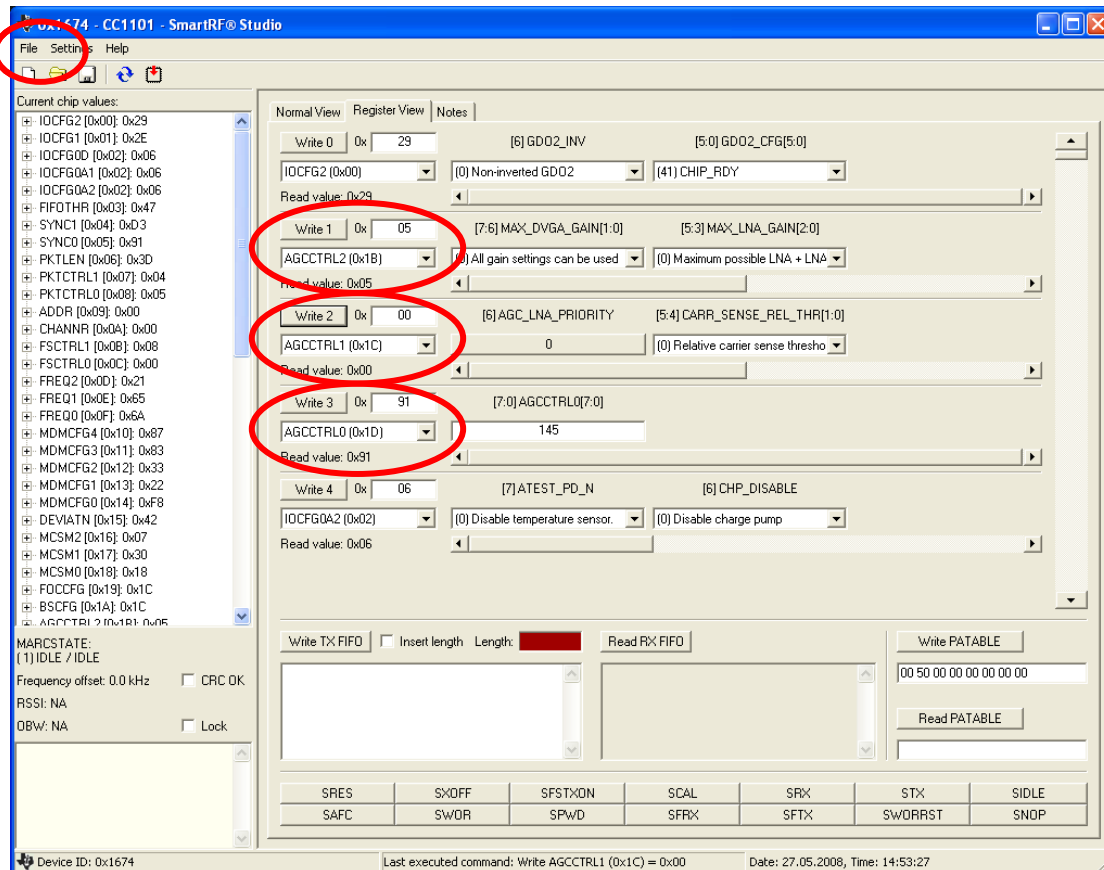 0x1674 - CC1101 - SmartRF® Studio
File Settings Help
Current chip values:
IOCFG2 [0x00]: 0x29
IOCFG1 [0x01]: 0x2E
IOCFG0D [0x02]: 0x06
IOCFG0A1 [0x02]: 0x06
IOCFG0A2 [0x02]: 0x06
FIFOTHR [0x03]: 0x47
SYNC1 [0x04]: 0xD3
SYNC0 [0x05]: 0x91
PKTLEN [0x06]: 0x3D
PKTCTRL1 [0x07]: 0x04
PKTCTRL0 [0x08]: 0x05
ADDR [0x09]: 0x00
CHANNR [0x0A]: 0x00
FSCTRL1 [0x0B]: 0x08
FSCTRL0 [0x0C]: 0x00
FREQ2 [0x0D]: 0x21
FREQ1 [0x0E]: 0x65
FREQ0 [0x0F]: 0x6A
MDMCFG4 [0x10]: 0x87
MDMCFG3 [0x11]: 0x83
MDMCFG2 [0x12]: 0x33
MDMCFG1 [0x13]: 0x22
MDMCFG0 [0x14]: 0xF8
DEVIATN [0x15]: 0x42
MCSM2 [0x16]: 0x07
MCSM1 [0x17]: 0x30
MCSM0 [0x18]: 0x18
FOCCFG [0x19]: 0x1C
BSCFG [0x1A]: 0x1C
AGCCTRL2 [0x1B]: 0x05
MARCSTATE:
(1) IDLE / IDLE
Frequency offset: 0.0 kHz CRC OK
RSSI: NA
OBW: NA Lock
Normal View Register View Notes
Write 0 0x 29 [6] GDO2_INV [5:0] GDO2_CFG[5:0]
IOCFG2 (0x00) (0) Non-inverted GDO2 (41) CHIP_RDY
Read value: 0x29
Write 1 0x 05 [7:6] MAX_DVGA_GAIN[1:0] [5:3] MAX_LNA_GAIN[2:0]
AGCCTRL2 (0x1B) (0) All gain settings can be used (0) Maximum possible LNA + LNA
Read value: 0x05
Write 2 0x 00 [6] AGC_LNA_PRIORITY [5:4] CARR_SENSE_REL_THR[1:0]
AGCCTRL1 (0x1C) 0 (0) Relative carrier sense thresho
Read value: 0x00
Write 3 0x 91 [7:0] AGCCTRL0[7:0]
AGCCTRL0 (0x1D) 145
Read value: 0x91
Write 4 0x 06 [7] ATEST_PD_N [6] CHP_DISABLE
IOCFG0A2 (0x02) (0) Disable temperature sensor. (0) Disable charge pump
Read value: 0x06
Write TX FIFO Insert length Length: Read RX FIFO Write PATABLE
00 50 00 00 00 00 00 00
Read PATABLE
SRES SXOFF SFSTXON SCAL SRX STX SIDLE
SAFC SWOR SPWD SFRX SFTX SWORRST SNOP
Device ID: 0x1674 Last executed command: Write AGCCTRL1 (0x1C) = 0x00 Date: 27.05.2008, Time: 14:53:27